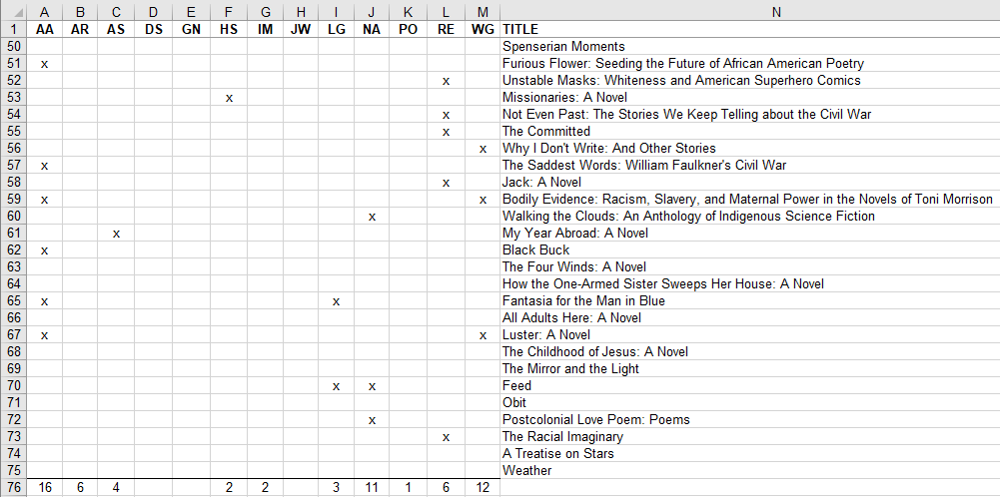 A B C D E F G H I J K L M N
1 AA AR AS DS GN HS IM JW LG NA PO RE WG TITLE
50 Spenserian Moments
51 x Furious Flower: Seeding the Future of African American Poetry
52 x Unstable Masks: Whiteness and American Superhero Comics
53 x Missionaries: A Novel
54 x Not Even Past: The Stories We Keep Telling about the Civil War
55 x The Committed
56 x Why I Don't Write: And Other Stories
57 x The Saddest Words: William Faulkner's Civil War
58 x Jack: A Novel
59 x x Bodily Evidence: Racism, Slavery, and Maternal Power in the Novels of Toni Morrison
60 x Walking the Clouds: An Anthology of Indigenous Science Fiction
61 x My Year Abroad: A Novel
62 x Black Buck
63 The Four Winds: A Novel
64 How the One-Armed Sister Sweeps Her House: A Novel
65 x x Fantasia for the Man in Blue
66 All Adults Here: A Novel
67 x x Luster: A Novel
68 The Childhood of Jesus: A Novel
69 The Mirror and the Light
70 x x Feed
71 Obit
72 x Postcolonial Love Poem: Poems
73 x The Racial Imaginary
74 A Treatise on Stars
75 Weather
76 16 6 4 2 2 3 11 1 6 12